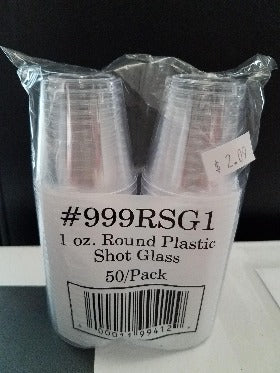 $2.09
#999RSG1
1 oz. Round Plastic
Shot Glass
50/Pack